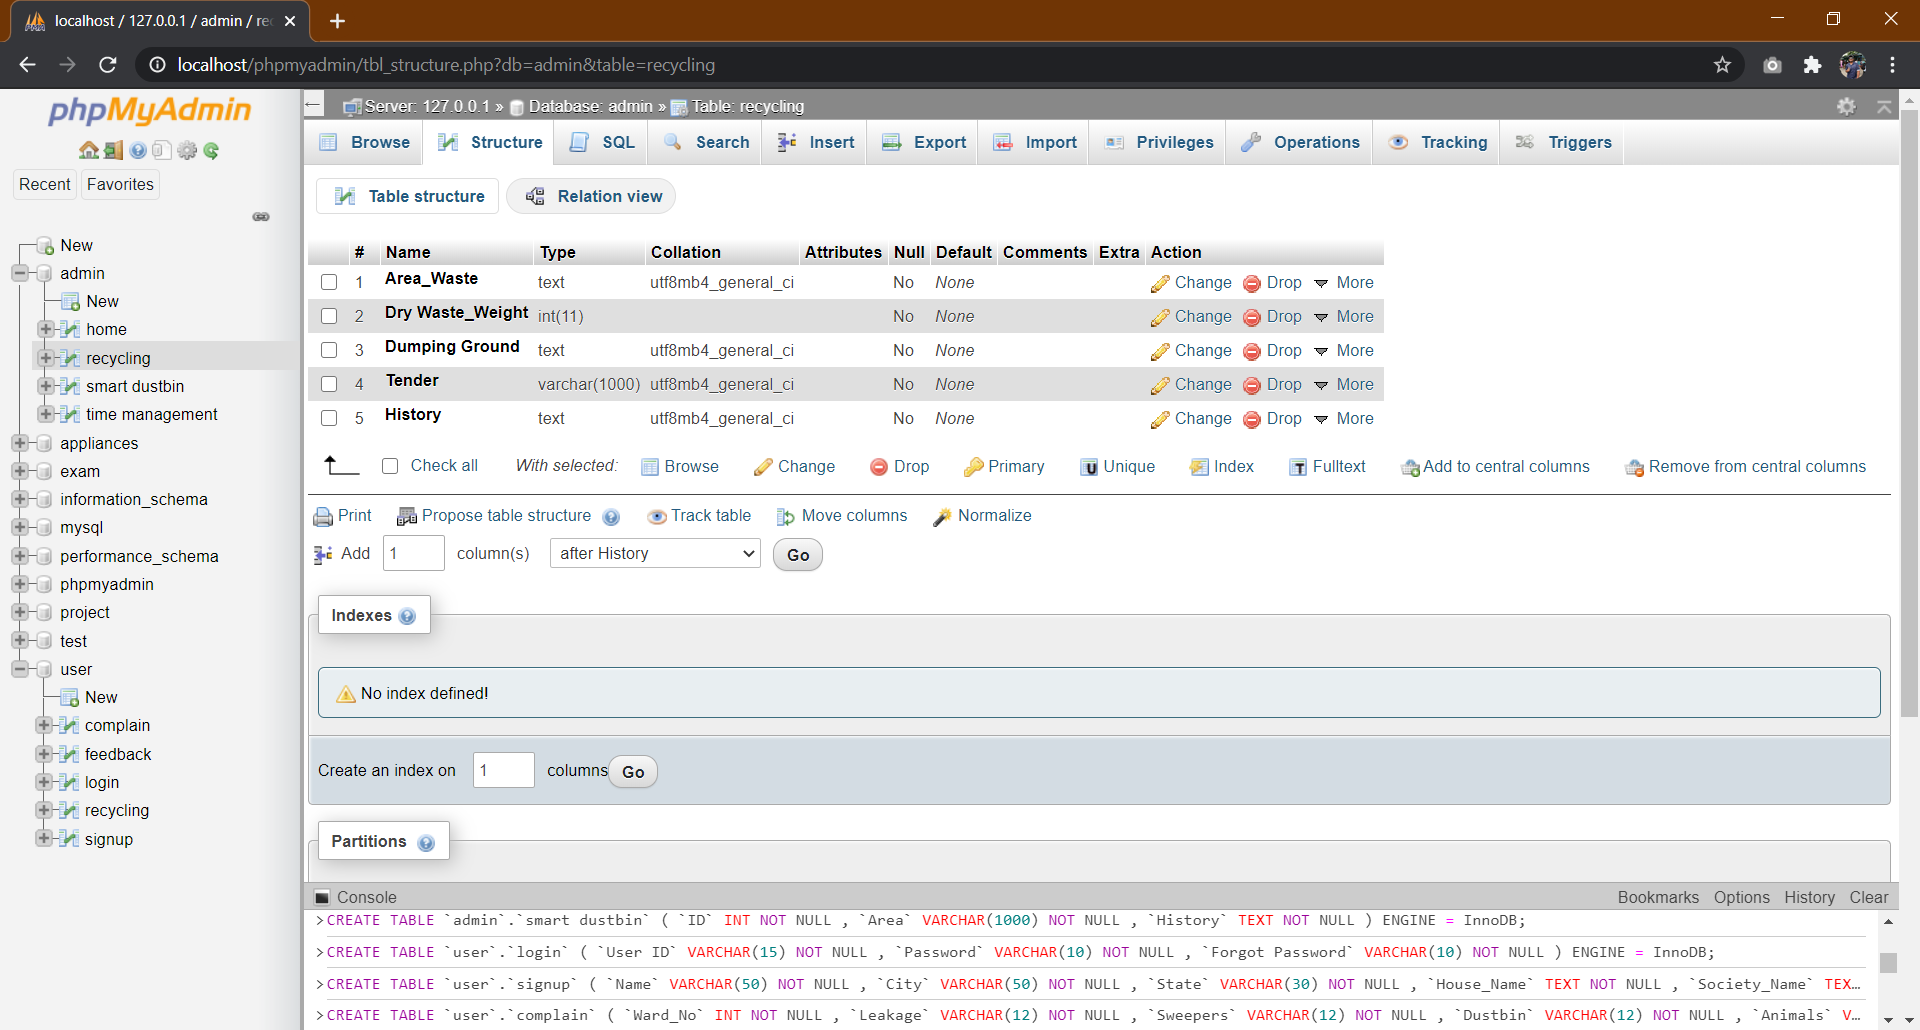 localhost / 127.0.0.1 / admin / rec
localhost/phpmyadmin/tbl_structure.php?db=admin&table=recycling
phpMyAdmin
Recent Favorites
New
admin
New
home
recycling
smart dustbin
time management
appliances
exam
information_schema
mysql
performance_schema
phpmyadmin
project
test
user
New
complain
feedback
login
recycling
signup
Server: 127.0.0.1 » Database: admin » Table: recycling
Browse Structure SQL Search Insert Export Import Privileges Operations Tracking Triggers
Table structure Relation view
# Name Type Collation Attributes Null Default Comments Extra Action
1 Area_Waste text utf8mb4_general_ci No None Change Drop More
2 Dry Waste_Weight int(11) No None Change Drop More
3 Dumping Ground text utf8mb4_general_ci No None Change Drop More
4 Tender varchar(1000) utf8mb4_general_ci No None Change Drop More
5 History text utf8mb4_general_ci No None Change Drop More
Check all With selected: Browse Change Drop Primary Unique Index Fulltext Add to central columns Remove from central columns
Print Propose table structure Track table Move columns Normalize
Add 1 column(s) after History Go
Indexes
No index defined!
Create an index on 1 columns Go
Partitions
Console Bookmarks Options History Clear
>CREATE TABLE `admin`.`smart dustbin` ( `ID` INT NOT NULL , `Area` VARCHAR(1000) NOT NULL , `History` TEXT NOT NULL ) ENGINE = InnoDB;
>CREATE TABLE `user`.`login` ( `User ID` VARCHAR(15) NOT NULL , `Password` VARCHAR(10) NOT NULL , `Forgot Password` VARCHAR(10) NOT NULL ) ENGINE = InnoDB;
>CREATE TABLE `user`.`signup` ( `Name` VARCHAR(50) NOT NULL , `City` VARCHAR(50) NOT NULL , `State` VARCHAR(30) NOT NULL , `House_Name` TEXT NOT NULL , `Society_Name` TEX…
>CREATE TABLE `user`.`complain` ( `Ward_No` INT NOT NULL , `Leakage` VARCHAR(12) NOT NULL , `Sweepers` VARCHAR(12) NOT NULL , `Dustbin` VARCHAR(12) NOT NULL , `Animals` V…